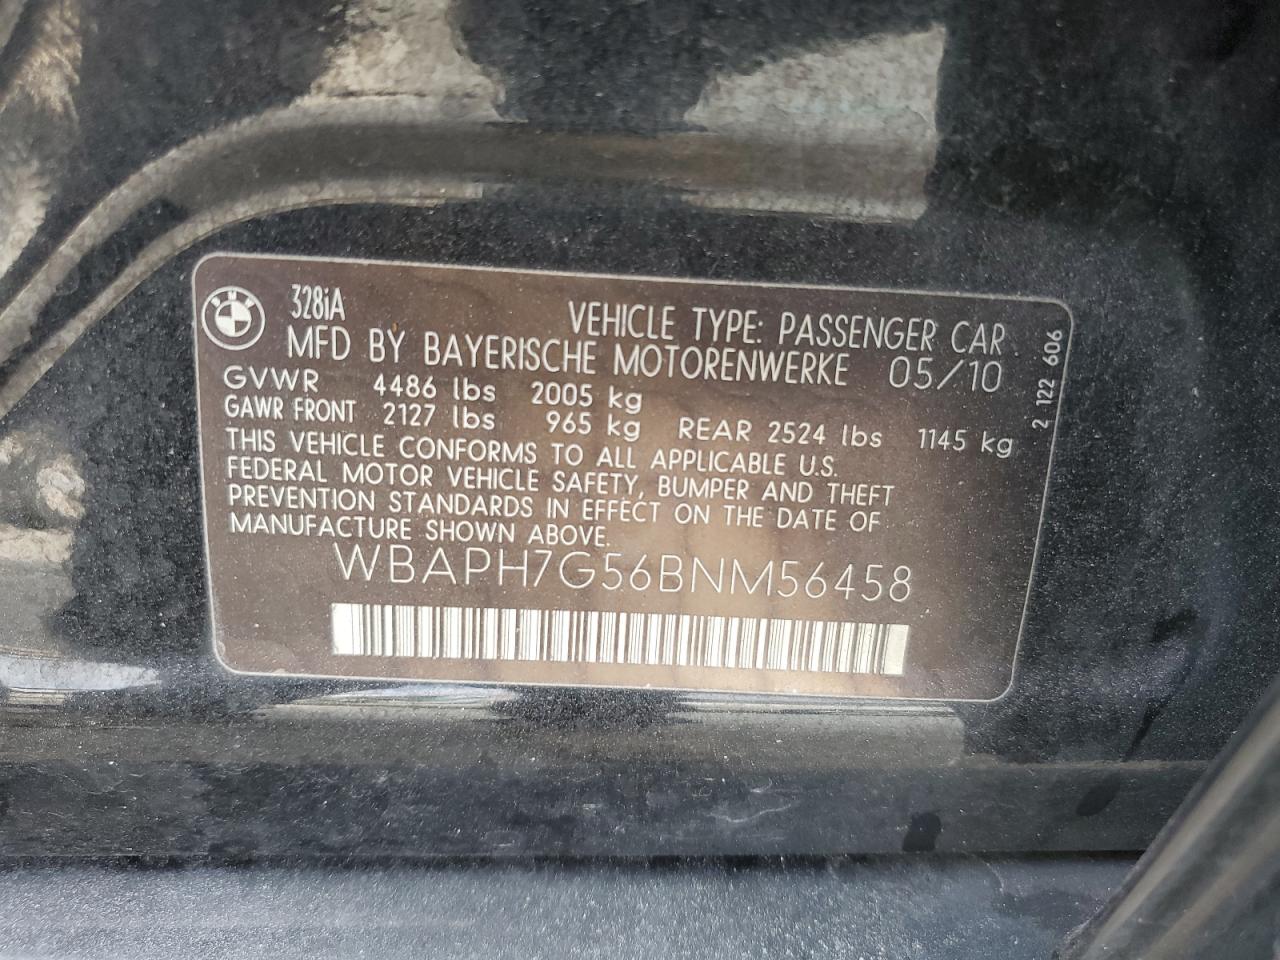 BMW
328iA
VEHICLE TYPE: PASSENGER CAR
MFD BY BAYERISCHE MOTORENWERKE 05/10
GVWR 4486 lbs 2005 kg
GAWR FRONT 2127 lbs 965 kg REAR 2524 lbs 1145 kg
THIS VEHICLE CONFORMS TO ALL APPLICABLE U.S.
FEDERAL MOTOR VEHICLE SAFETY, BUMPER AND THEFT
PREVENTION STANDARDS IN EFFECT ON THE DATE OF
MANUFACTURE SHOWN ABOVE.
WBAPH7G56BNM56458
2 122 606